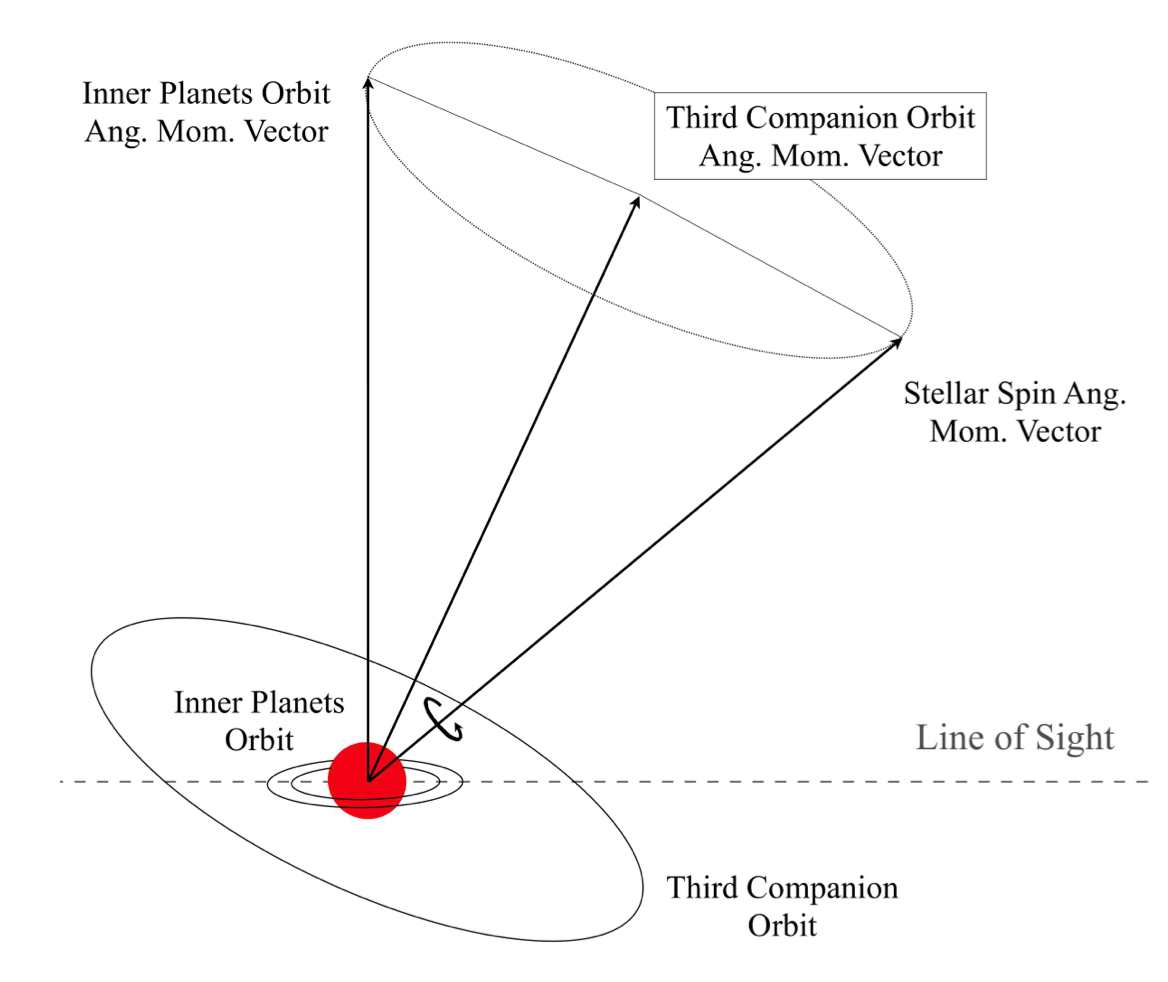 Inner Planets Orbit
Ang. Mom. Vector
Third Companion Orbit
Ang. Mom. Vector
Stellar Spin Ang.
Mom. Vector
Inner Planets
Orbit
Line of Sight
Third Companion
Orbit